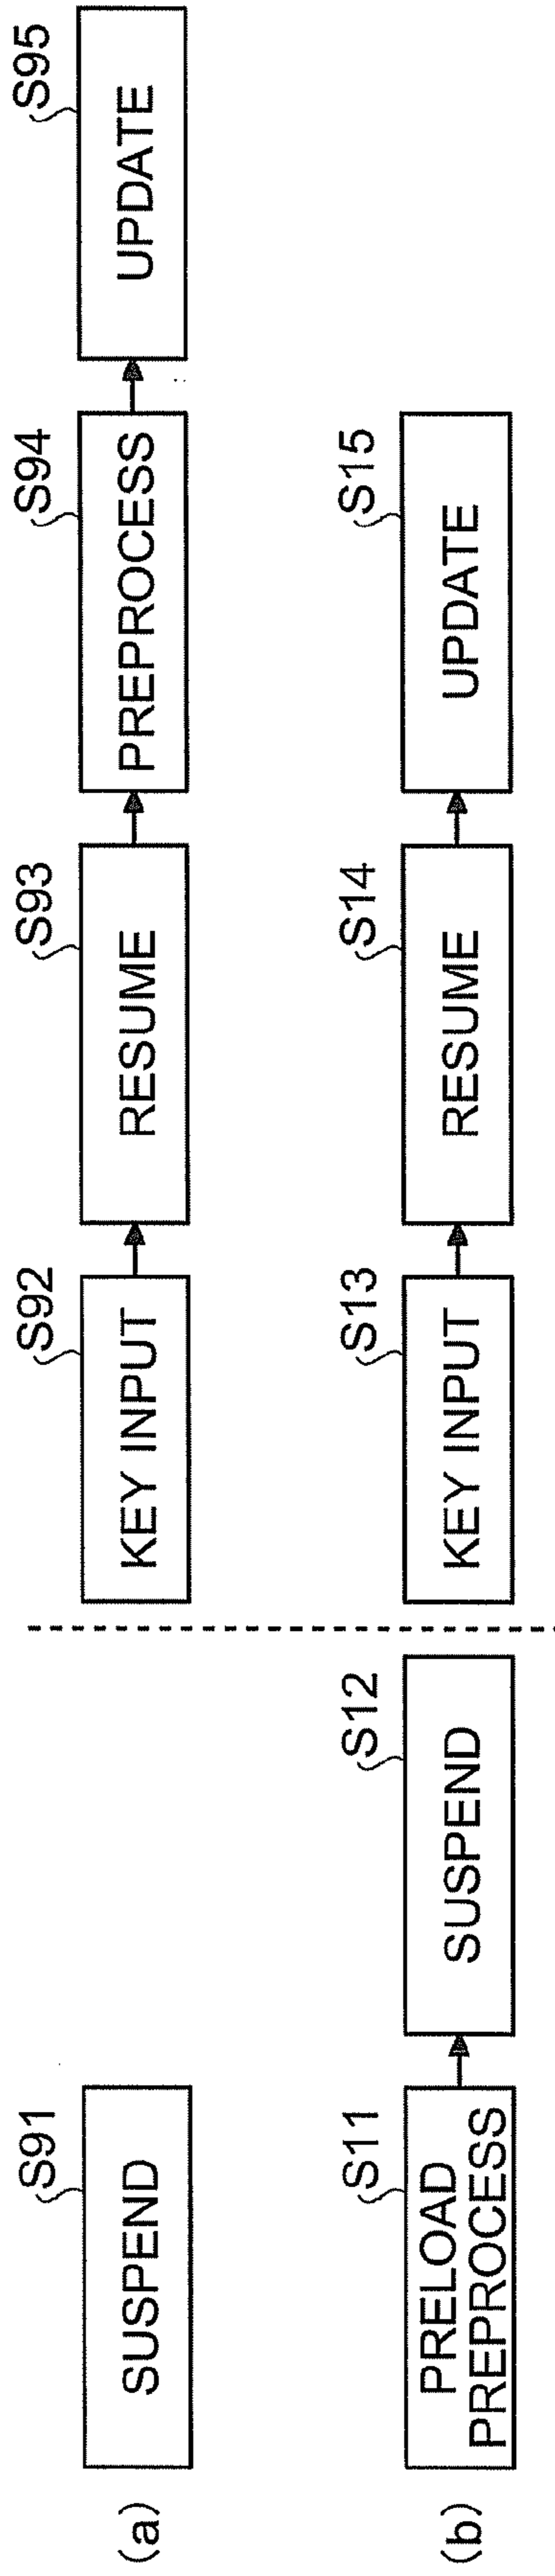 (a)
S91
SUSPEND
S92
KEY INPUT
S93
RESUME
S94
PREPROCESS
S95
UPDATE
(b)
S11
PRELOAD
PREPROCESS
S12
SUSPEND
S13
KEY INPUT
S14
RESUME
S15
UPDATE